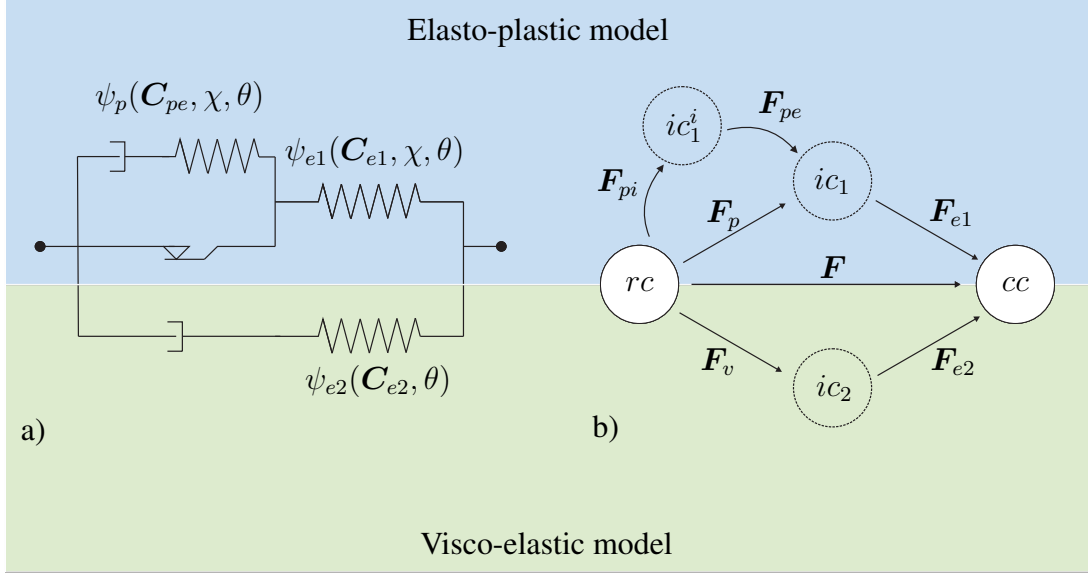 Elasto-plastic model
ψ_p(C_pe, χ, θ)
ψ_e1(C_e1, χ, θ)
ψ_e2(C_e2, θ)
a)
ic_1^i
F_pe
ic_1
F_pi
F_p
F_e1
rc
F
cc
F_v
F_e2
ic_2
b)
Visco-elastic model